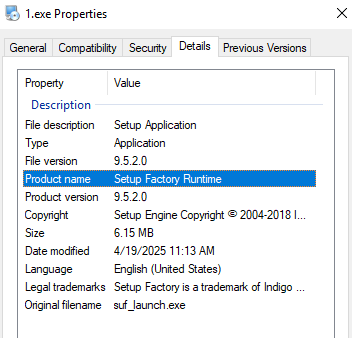 1.exe Properties
General Compatibility Security Details Previous Versions
Property Value
Description
File description Setup Application
Type Application
File version 9.5.2.0
Product name Setup Factory Runtime
Product version 9.5.2.0
Copyright Setup Engine Copyright © 2004-2018 I...
Size 6.15 MB
Date modified 4/19/2025 11:13 AM
Language English (United States)
Legal trademarks Setup Factory is a trademark of Indigo ...
Original filename suf_launch.exe